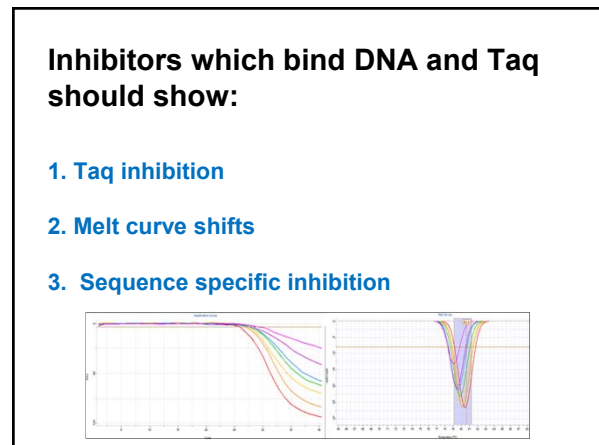 Inhibitors which bind DNA and Taq
should show:
1. Taq inhibition
2. Melt curve shifts
3. Sequence specific inhibition